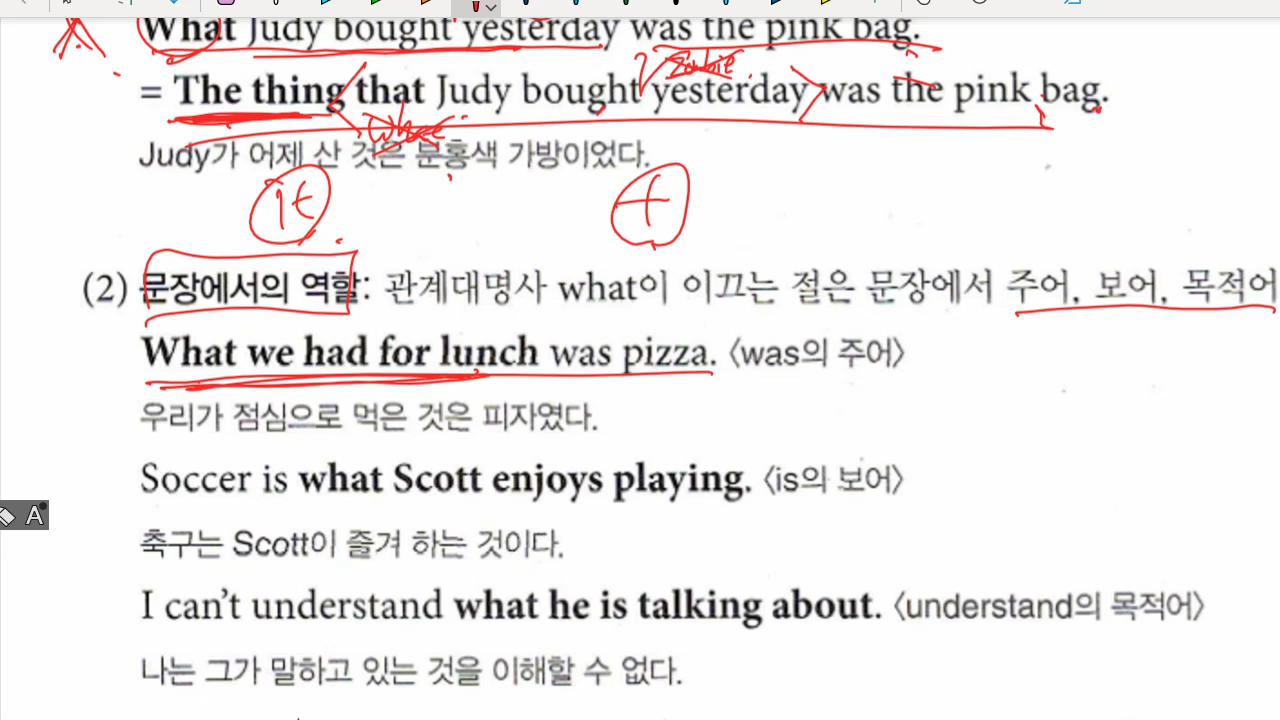 What Judy bought yesterday was the pink bag.
= The thing that Judy bought yesterday was the pink bag.
Judy가 어제 산 것은 분홍색 가방이었다.
it
(2) 문장에서의 역할: 관계대명사 what이 이끄는 절은 문장에서 주어, 보어, 목적어
What we had for lunch was pizza. 〈was의 주어〉
우리가 점심으로 먹은 것은 피자였다.
Soccer is what Scott enjoys playing. 〈is의 보어〉
축구는 Scott이 즐겨 하는 것이다.
A
I can't understand what he is talking about. 〈understand의 목적어〉
나는 그가 말하고 있는 것을 이해할 수 없다.